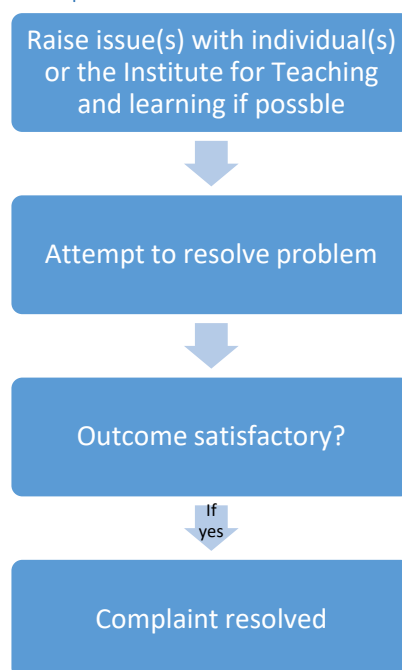 Raise issue(s) with individual(s)
or the Institute for Teaching
and learning if possble
Attempt to resolve problem
Outcome satisfactory?
If
yes
Complaint resolved